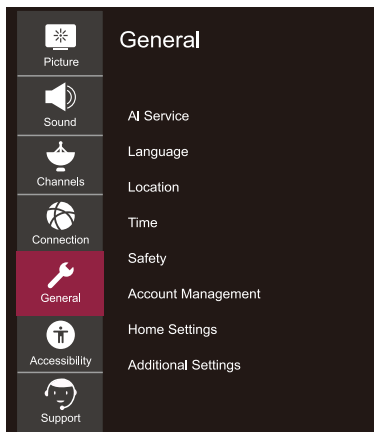 Picture
Sound
Channels
Connection
General
Accessibility
Support
General
AI Service
Language
Location
Time
Safety
Account Management
Home Settings
Additional Settings